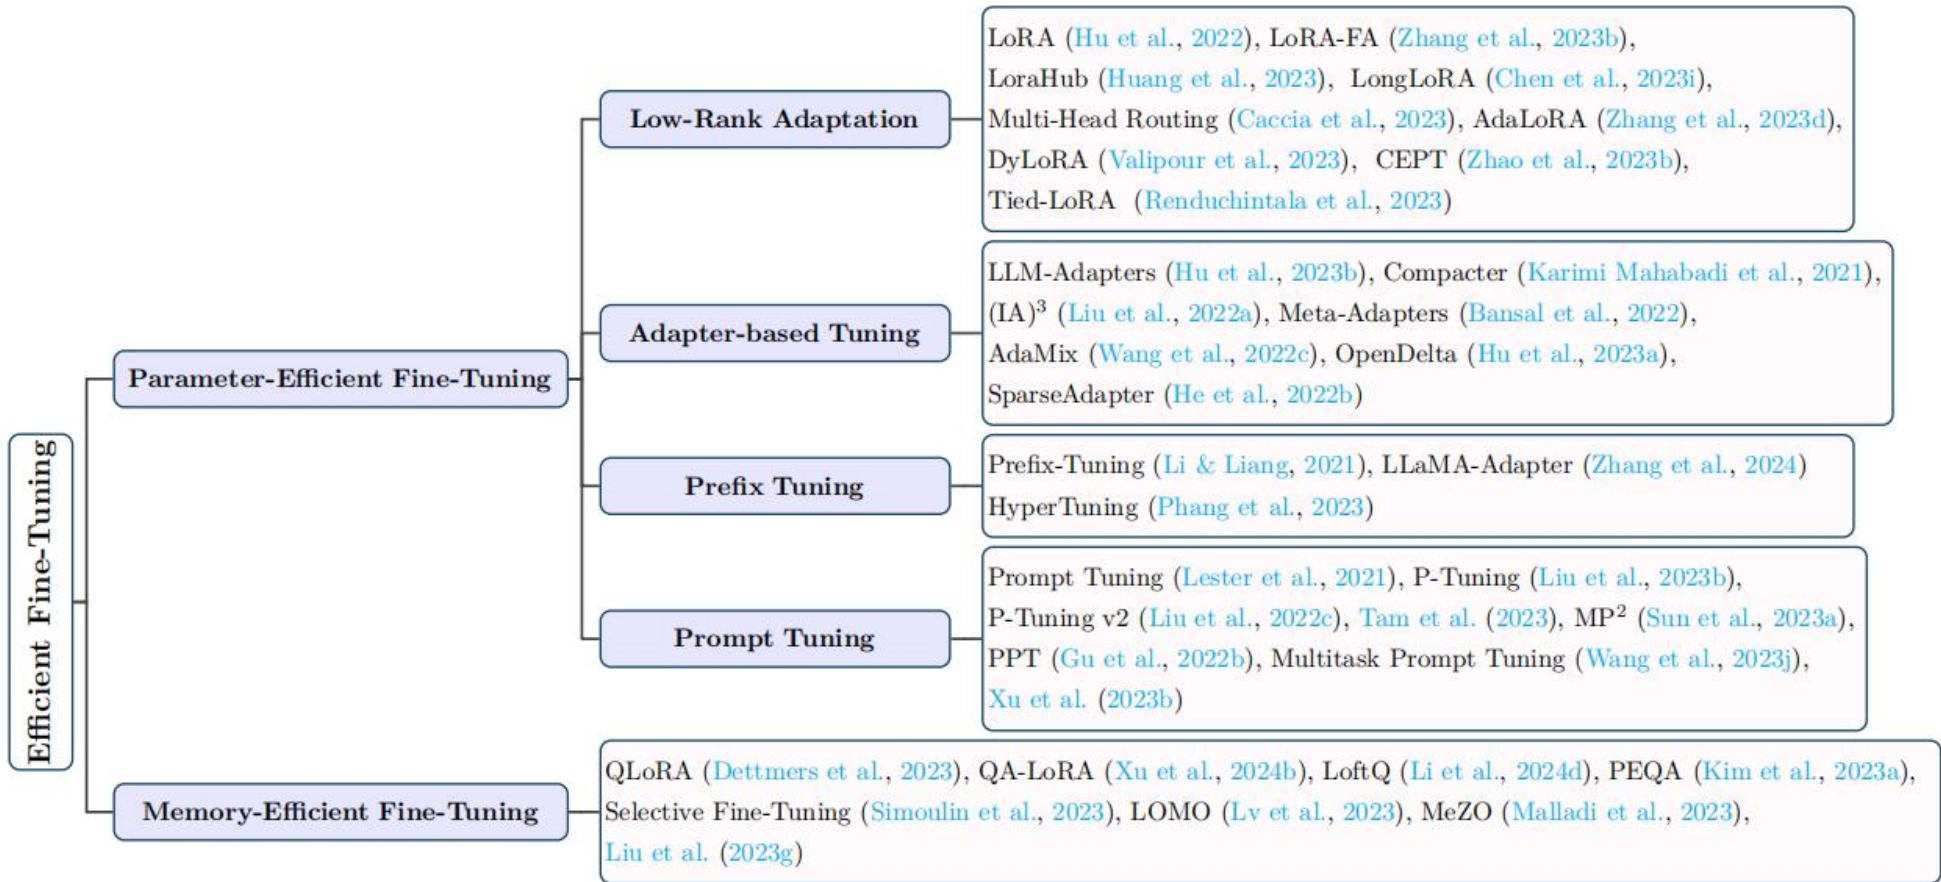 Efficient Fine-Tuning
Parameter-Efficient Fine-Tuning
Low-Rank Adaptation
LoRA (Hu et al., 2022), LoRA-FA (Zhang et al., 2023b),
LoraHub (Huang et al., 2023), LongLoRA (Chen et al., 2023i),
Multi-Head Routing (Caccia et al., 2023), AdaLoRA (Zhang et al., 2023d),
DyLoRA (Valipour et al., 2023), CEPT (Zhao et al., 2023b),
Tied-LoRA (Renduchintala et al., 2023)
Adapter-based Tuning
LLM-Adapters (Hu et al., 2023b), Compacter (Karimi Mahabadi et al., 2021),
(IA)³ (Liu et al., 2022a), Meta-Adapters (Bansal et al., 2022),
AdaMix (Wang et al., 2022c), OpenDelta (Hu et al., 2023a),
SparseAdapter (He et al., 2022b)
Prefix Tuning
Prefix-Tuning (Li & Liang, 2021), LLaMA-Adapter (Zhang et al., 2024)
HyperTuning (Phang et al., 2023)
Prompt Tuning
Prompt Tuning (Lester et al., 2021), P-Tuning (Liu et al., 2023b),
P-Tuning v2 (Liu et al., 2022c), Tam et al. (2023), MP² (Sun et al., 2023a),
PPT (Gu et al., 2022b), Multitask Prompt Tuning (Wang et al., 2023j),
Xu et al. (2023b)
Memory-Efficient Fine-Tuning
QLoRA (Dettmers et al., 2023), QA-LoRA (Xu et al., 2024b), LoftQ (Li et al., 2024d), PEQA (Kim et al., 2023a),
Selective Fine-Tuning (Simoulin et al., 2023), LOMO (Lv et al., 2023), MeZO (Malladi et al., 2023),
Liu et al. (2023g)